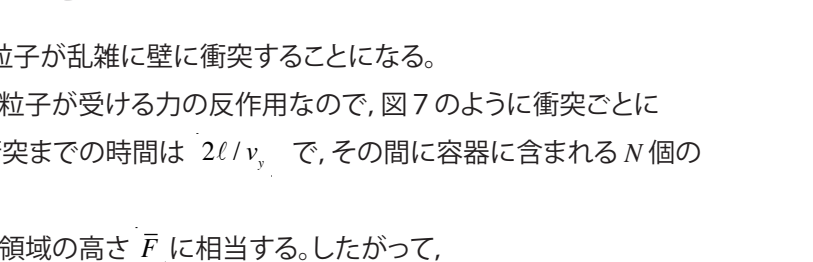 粒子が乱雑に壁に衝突することになる。
粒子が受ける力の反作用なので, 図7のように衝突ごとに
突までの時間は 2ℓ / v_y で, その間に容器に含まれる N 個の
領域の高さ F̅ に相当する。したがって,